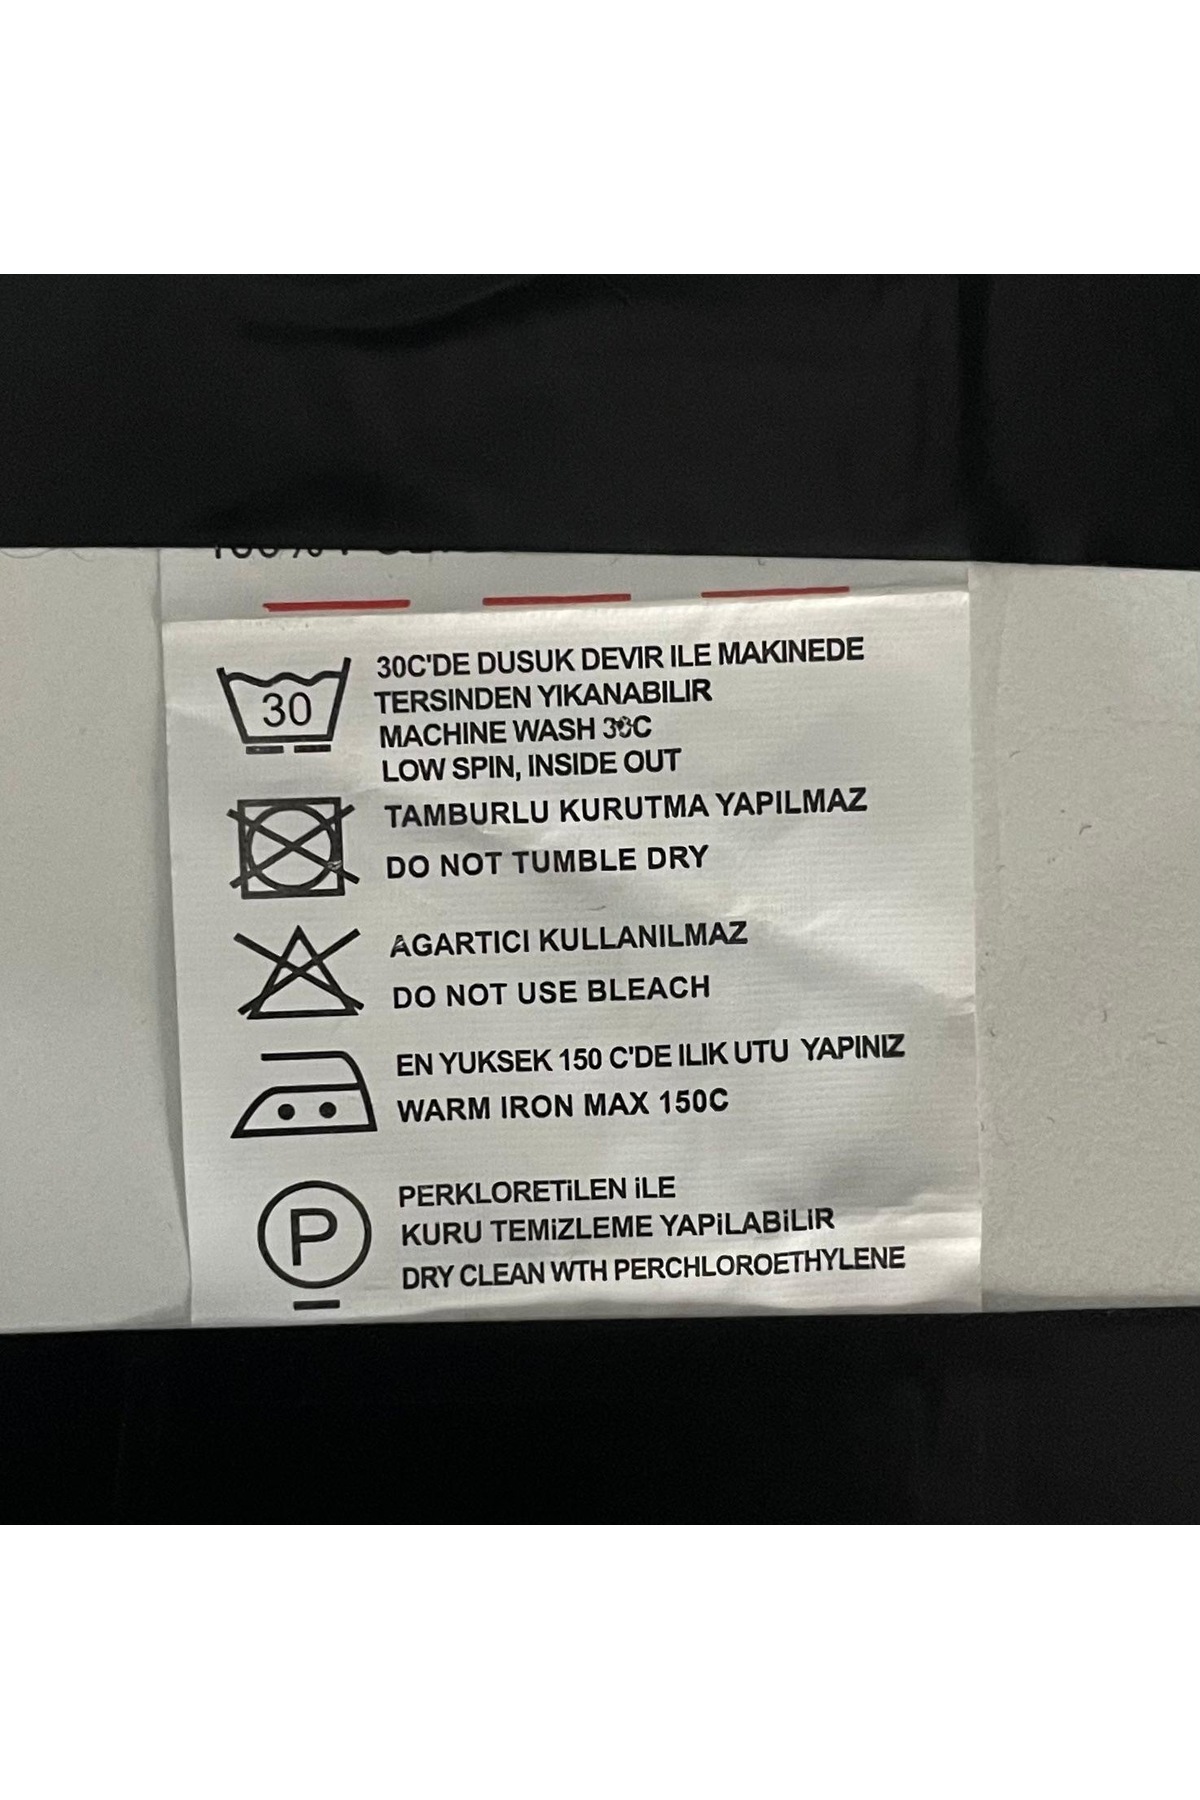 30
30C'DE DUSUK DEVIR ILE MAKINEDE
TERSINDEN YIKANABILIR
MACHINE WASH 30C
LOW SPIN, INSIDE OUT
TAMBURLU KURUTMA YAPILMAZ
DO NOT TUMBLE DRY
AGARTICI KULLANILMAZ
DO NOT USE BLEACH
EN YUKSEK 150 C'DE ILIK UTU YAPINIZ
WARM IRON MAX 150C
P
PERKLORETiLEN iLE
KURU TEMiZLEME YAPiLABiLiR
DRY CLEAN WTH PERCHLOROETHYLENE